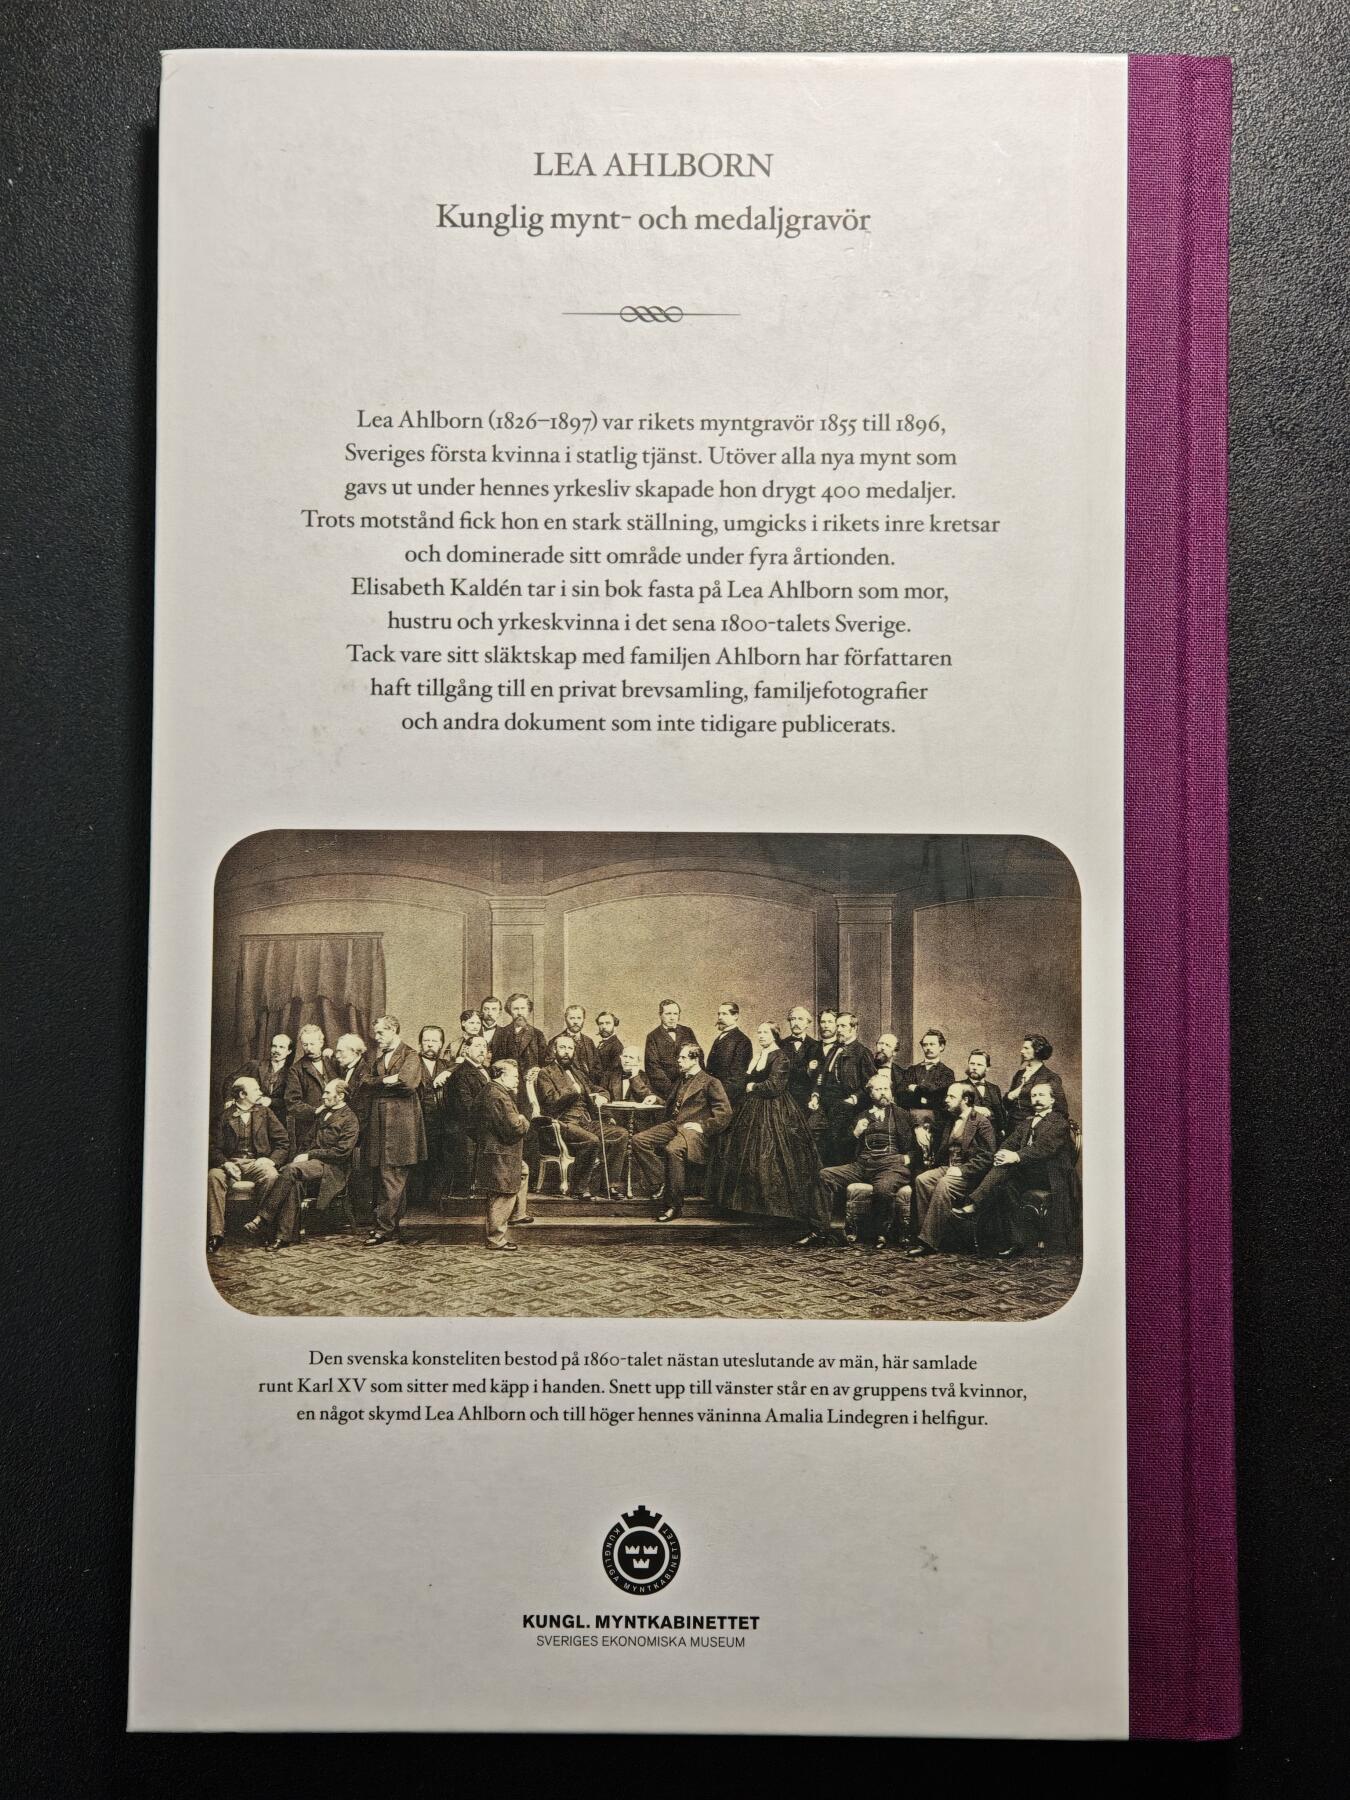 LEA AHLBORN
Kunglig mynt- och medaljgravör
Lea Ahlborn (1826–1897) var rikets myntgravör 1855 till 1896,
Sveriges första kvinna i statlig tjänst. Utöver alla nya mynt som
gavs ut under hennes yrkesliv skapade hon drygt 400 medaljer.
Trots motstånd fick hon en stark ställning, umgicks i rikets inre kretsar
och dominerade sitt område under fyra årtionden.
Elisabeth Kaldén tar i sin bok fasta på Lea Ahlborn som mor,
hustru och yrkeskvinna i det sena 1800-talets Sverige.
Tack vare sitt släktskap med familjen Ahlborn har författaren
haft tillgång till en privat brevsamling, familjefotografier
och andra dokument som inte tidigare publicerats.
Den svenska konsteliten bestod på 1860-talet nästan uteslutande av män, här samlade
runt Karl XV som sitter med käpp i handen. Snett upp till vänster står en av gruppens två kvinnor,
en något skymd Lea Ahlborn och till höger hennes väninna Amalia Lindegren i helfigur.
KUNGLIGA MYNTKABINETTET
KUNGL. MYNTKABINETTET
SVERIGES EKONOMISKA MUSEUM